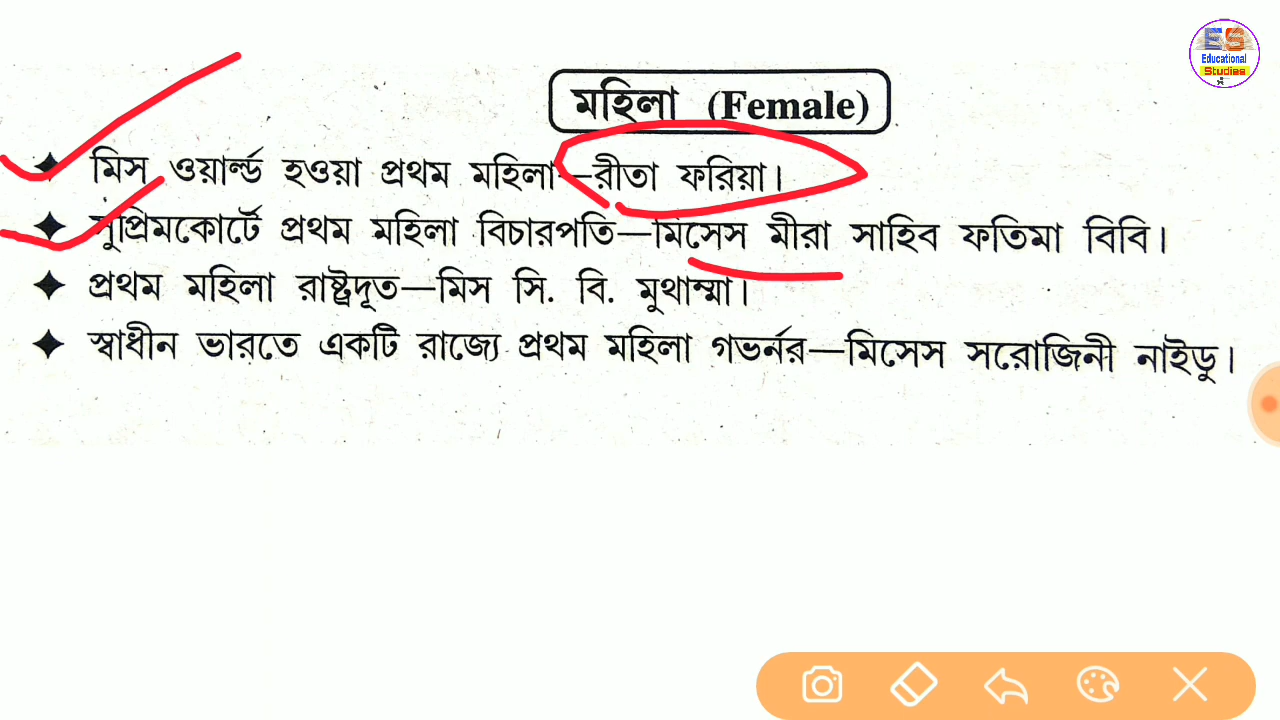 ES
Educational
Studies
মহিলা (Female)
✦ মিস ওয়ার্ল্ড হওয়া প্রথম মহিলা–রীতা ফরিয়া।
✦ সুপ্রিমকোর্টে প্রথম মহিলা বিচারপতি—মিসেস মীরা সাহিব ফতিমা বিবি।
✦ প্রথম মহিলা রাষ্ট্রদূত—মিস সি. বি. মুথাম্মা।
✦ স্বাধীন ভারতে একটি রাজ্যে প্রথম মহিলা গভর্নর—মিসেস সরোজিনী নাইডু।